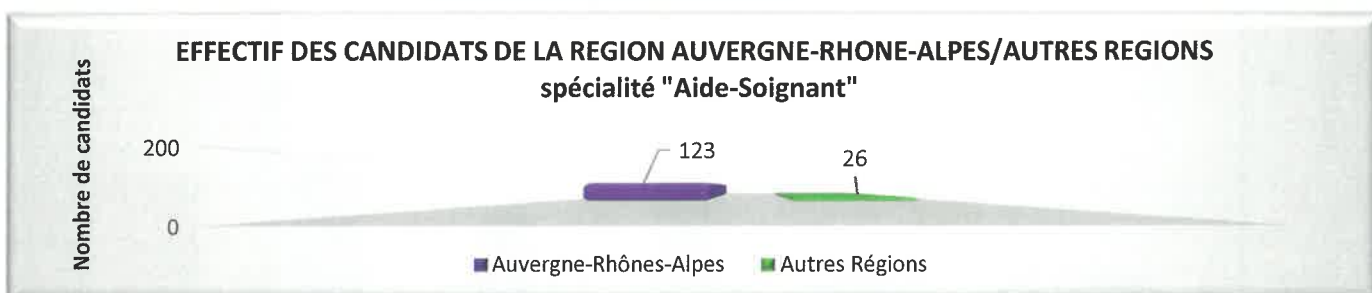 EFFECTIF DES CANDIDATS DE LA REGION AUVERGNE-RHONE-ALPES/AUTRES REGIONS
spécialité "Aide-Soignant"
Nombre de candidats
200
0
123
26
Auvergne-Rhônes-Alpes
Autres Régions